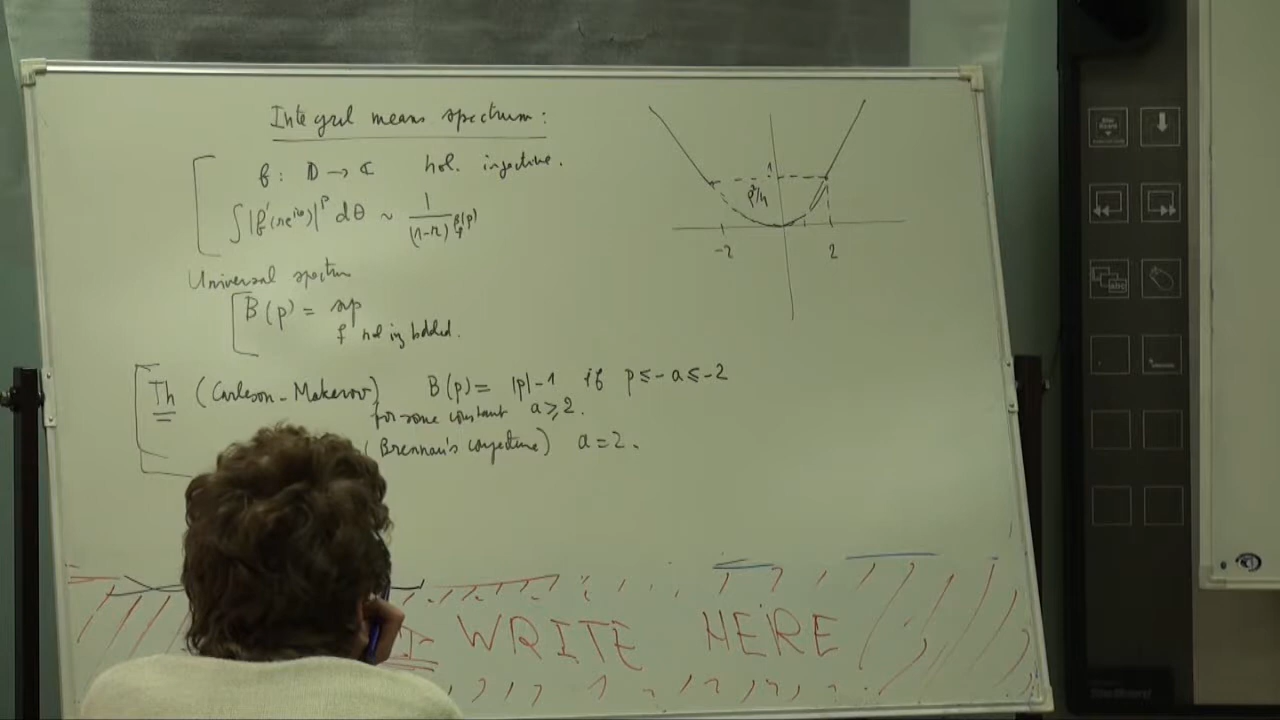 Integral means spectrum:
f: D → C hol. injective.
∫|f'(re^{iθ})|^p dθ ~ 1/(1-r)^{β_f(p)}
Universal spectrum
B(p) = sup
f hol inj bdded.
Th (Carleson-Makarov) B(p) = |p|-1 if p ≤ -a ≤ -2
for some constant a ≥ 2.
(Brennan's conjecture) a = 2.
1
p²/4
-2 2
WRITE HERE